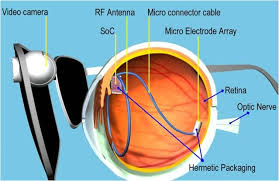 Video camera
RF Antenna
Micro connector cable
SoC
Micro Electrode Array
Retina
Optic Nerve
Hermetic Packaging